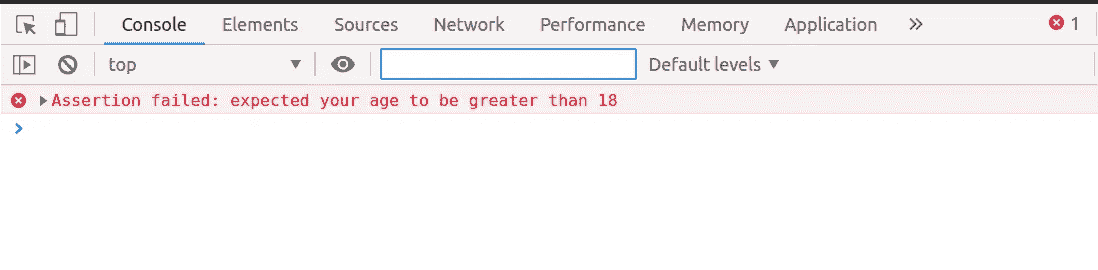 Console Elements Sources Network Performance Memory Application » 1
top Default levels
Assertion failed: expected your age to be greater than 18